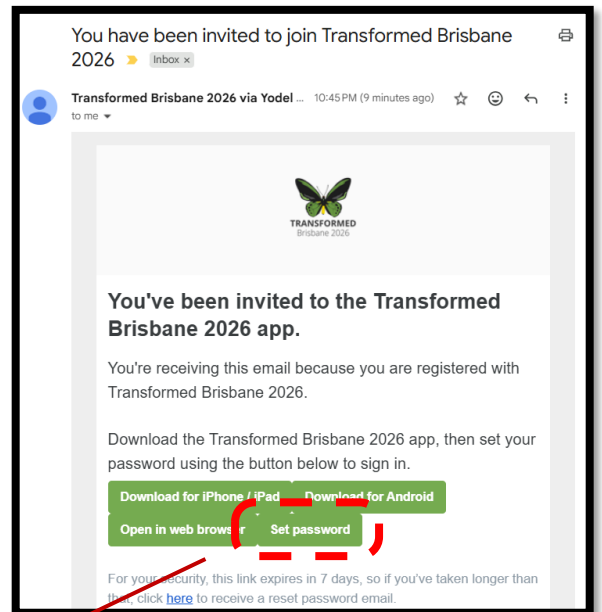 You have been invited to join Transformed Brisbane
2026 Inbox x
Transformed Brisbane 2026 via Yodel ... 10:45 PM (9 minutes ago)
to me
TRANSFORMED
Brisbane 2026
You've been invited to the Transformed
Brisbane 2026 app.
You're receiving this email because you are registered with
Transformed Brisbane 2026.
Download the Transformed Brisbane 2026 app, then set your
password using the button below to sign in.
Download for iPhone / iPad Download for Android
Open in web browser Set password
For your security, this link expires in 7 days, so if you've taken longer than
that, click here to receive a reset password email.